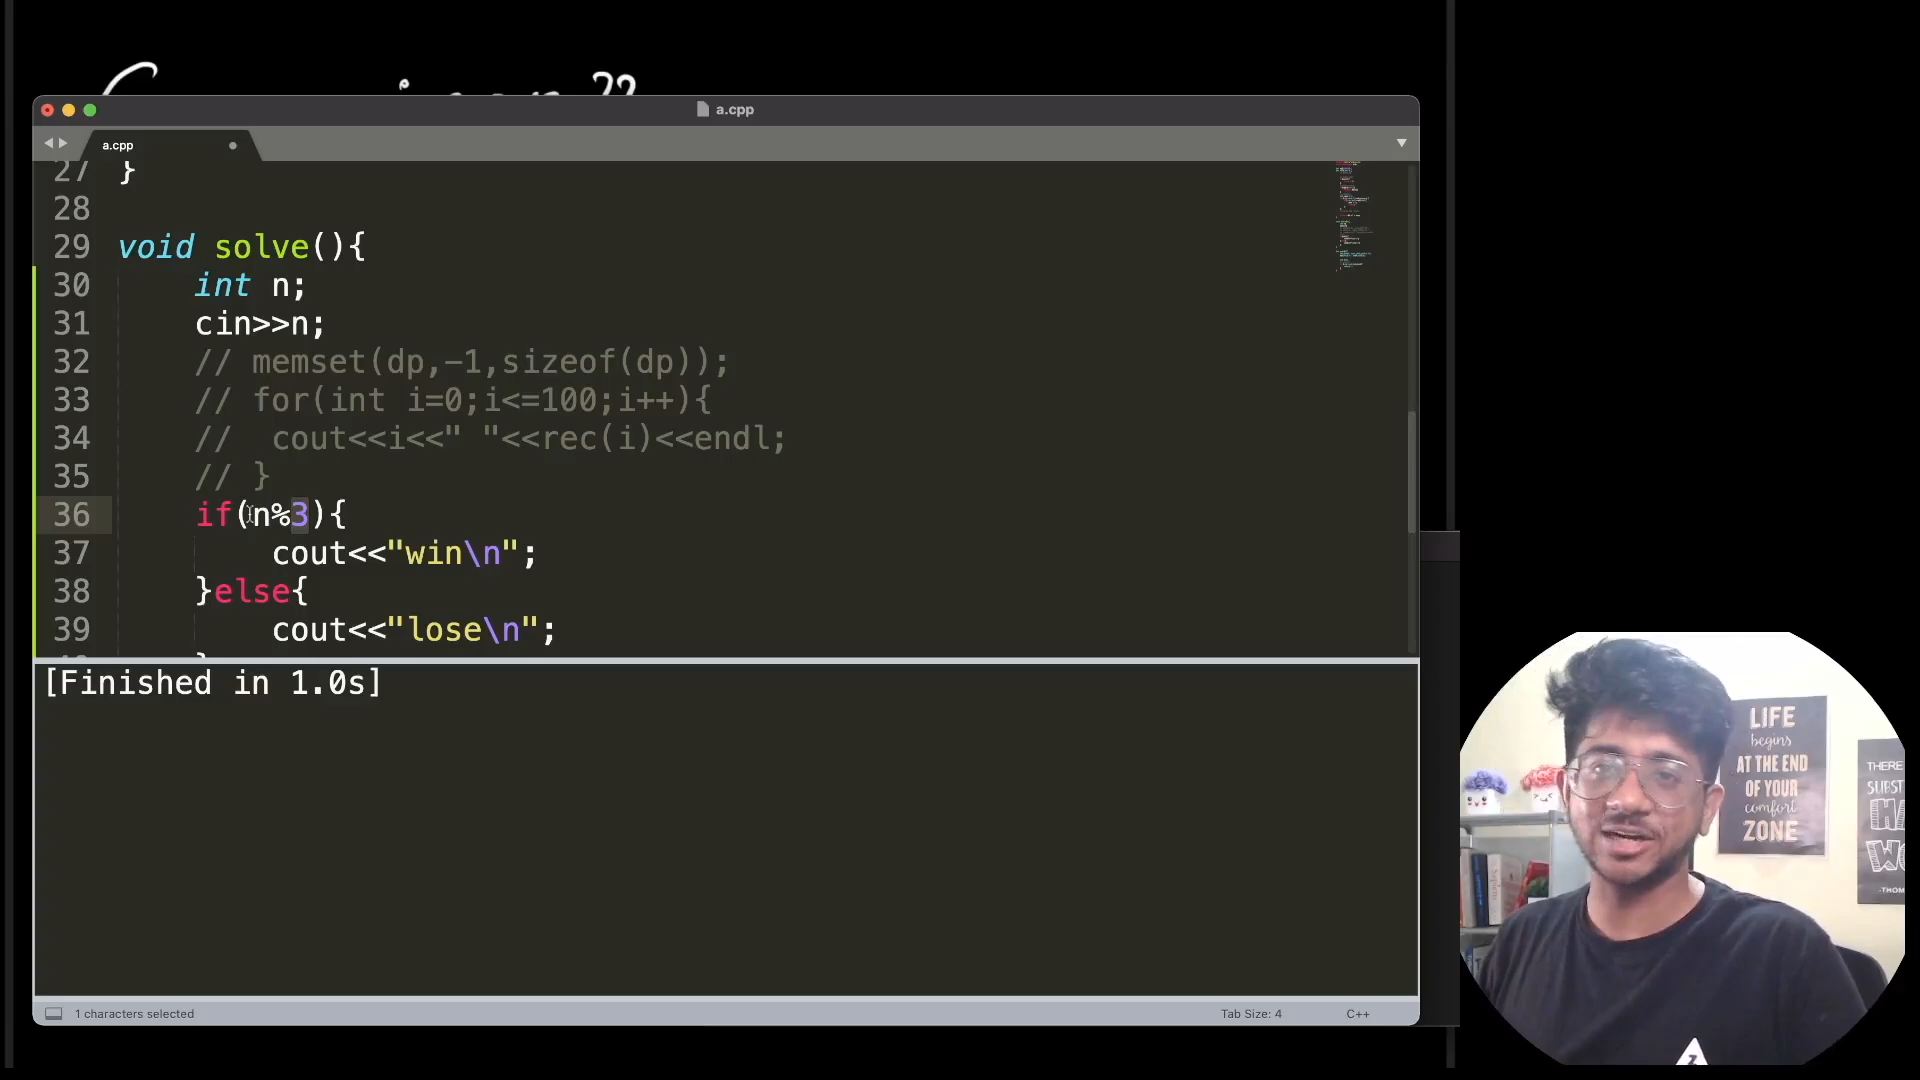 a.cpp
a.cpp
27 }
28
29 void solve(){
30 int n;
31 cin>>n;
32 // memset(dp,-1,sizeof(dp));
33 // for(int i=0;i<=100;i++){
34 // cout<<i<<" "<<rec(i)<<endl;
35 // }
36 if(n%3){
37 cout<<"win\n";
38 }else{
39 cout<<"lose\n";
[Finished in 1.0s]
1 characters selected
Tab Size: 4
C++
LIFE
begins
AT THE END
OF YOUR
comfort
ZONE
THERE